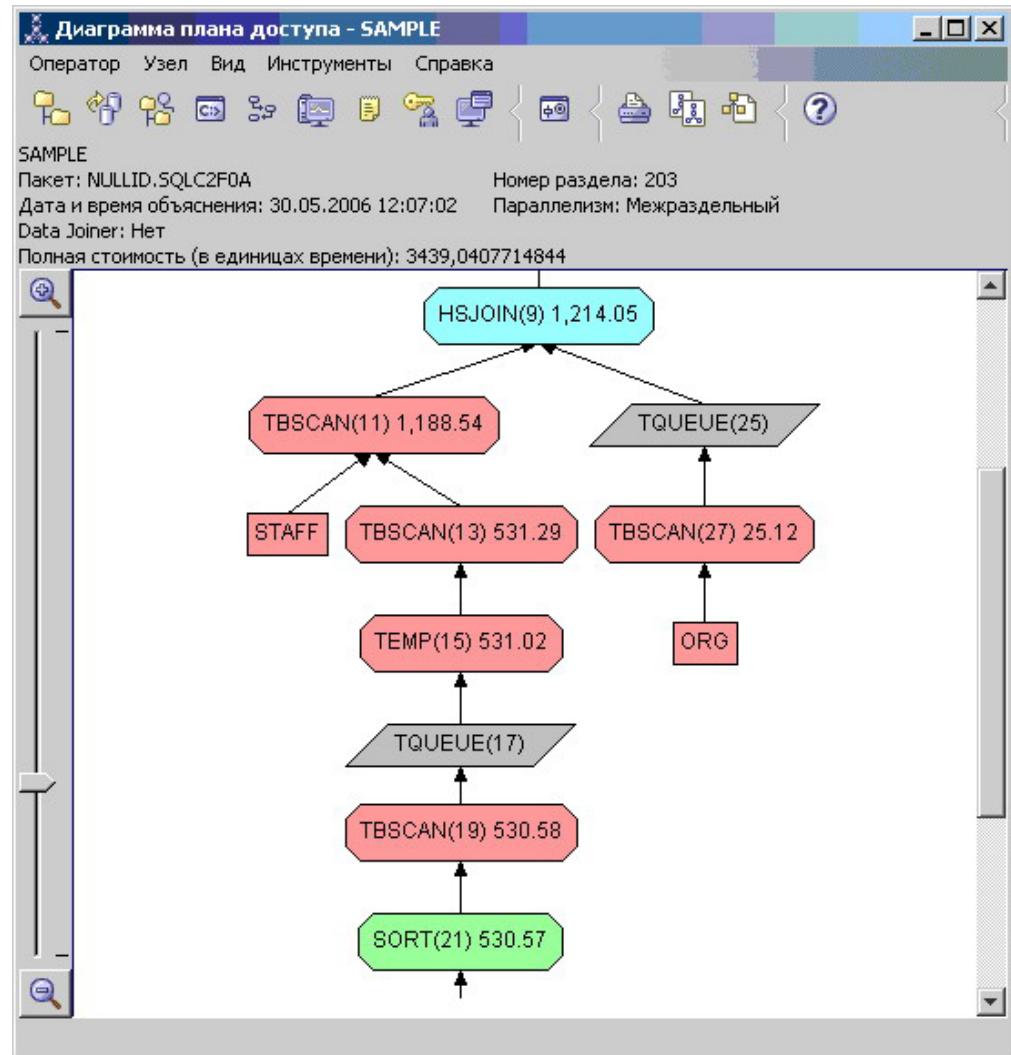 Диаграмма плана доступа - SAMPLE
Оператор Узел Вид Инструменты Справка
SAMPLE
Пакет: NULLID.SQLC2F0A Номер раздела: 203
Дата и время объяснения: 30.05.2006 12:07:02 Параллелизм: Межраздельный
Data Joiner: Нет
Полная стоимость (в единицах времени): 3439,0407714844
HSJOIN(9) 1,214.05
TBSCAN(11) 1,188.54 TQUEUE(25)
STAFF TBSCAN(13) 531.29 TBSCAN(27) 25.12
TEMP(15) 531.02 ORG
TQUEUE(17)
TBSCAN(19) 530.58
SORT(21) 530.57